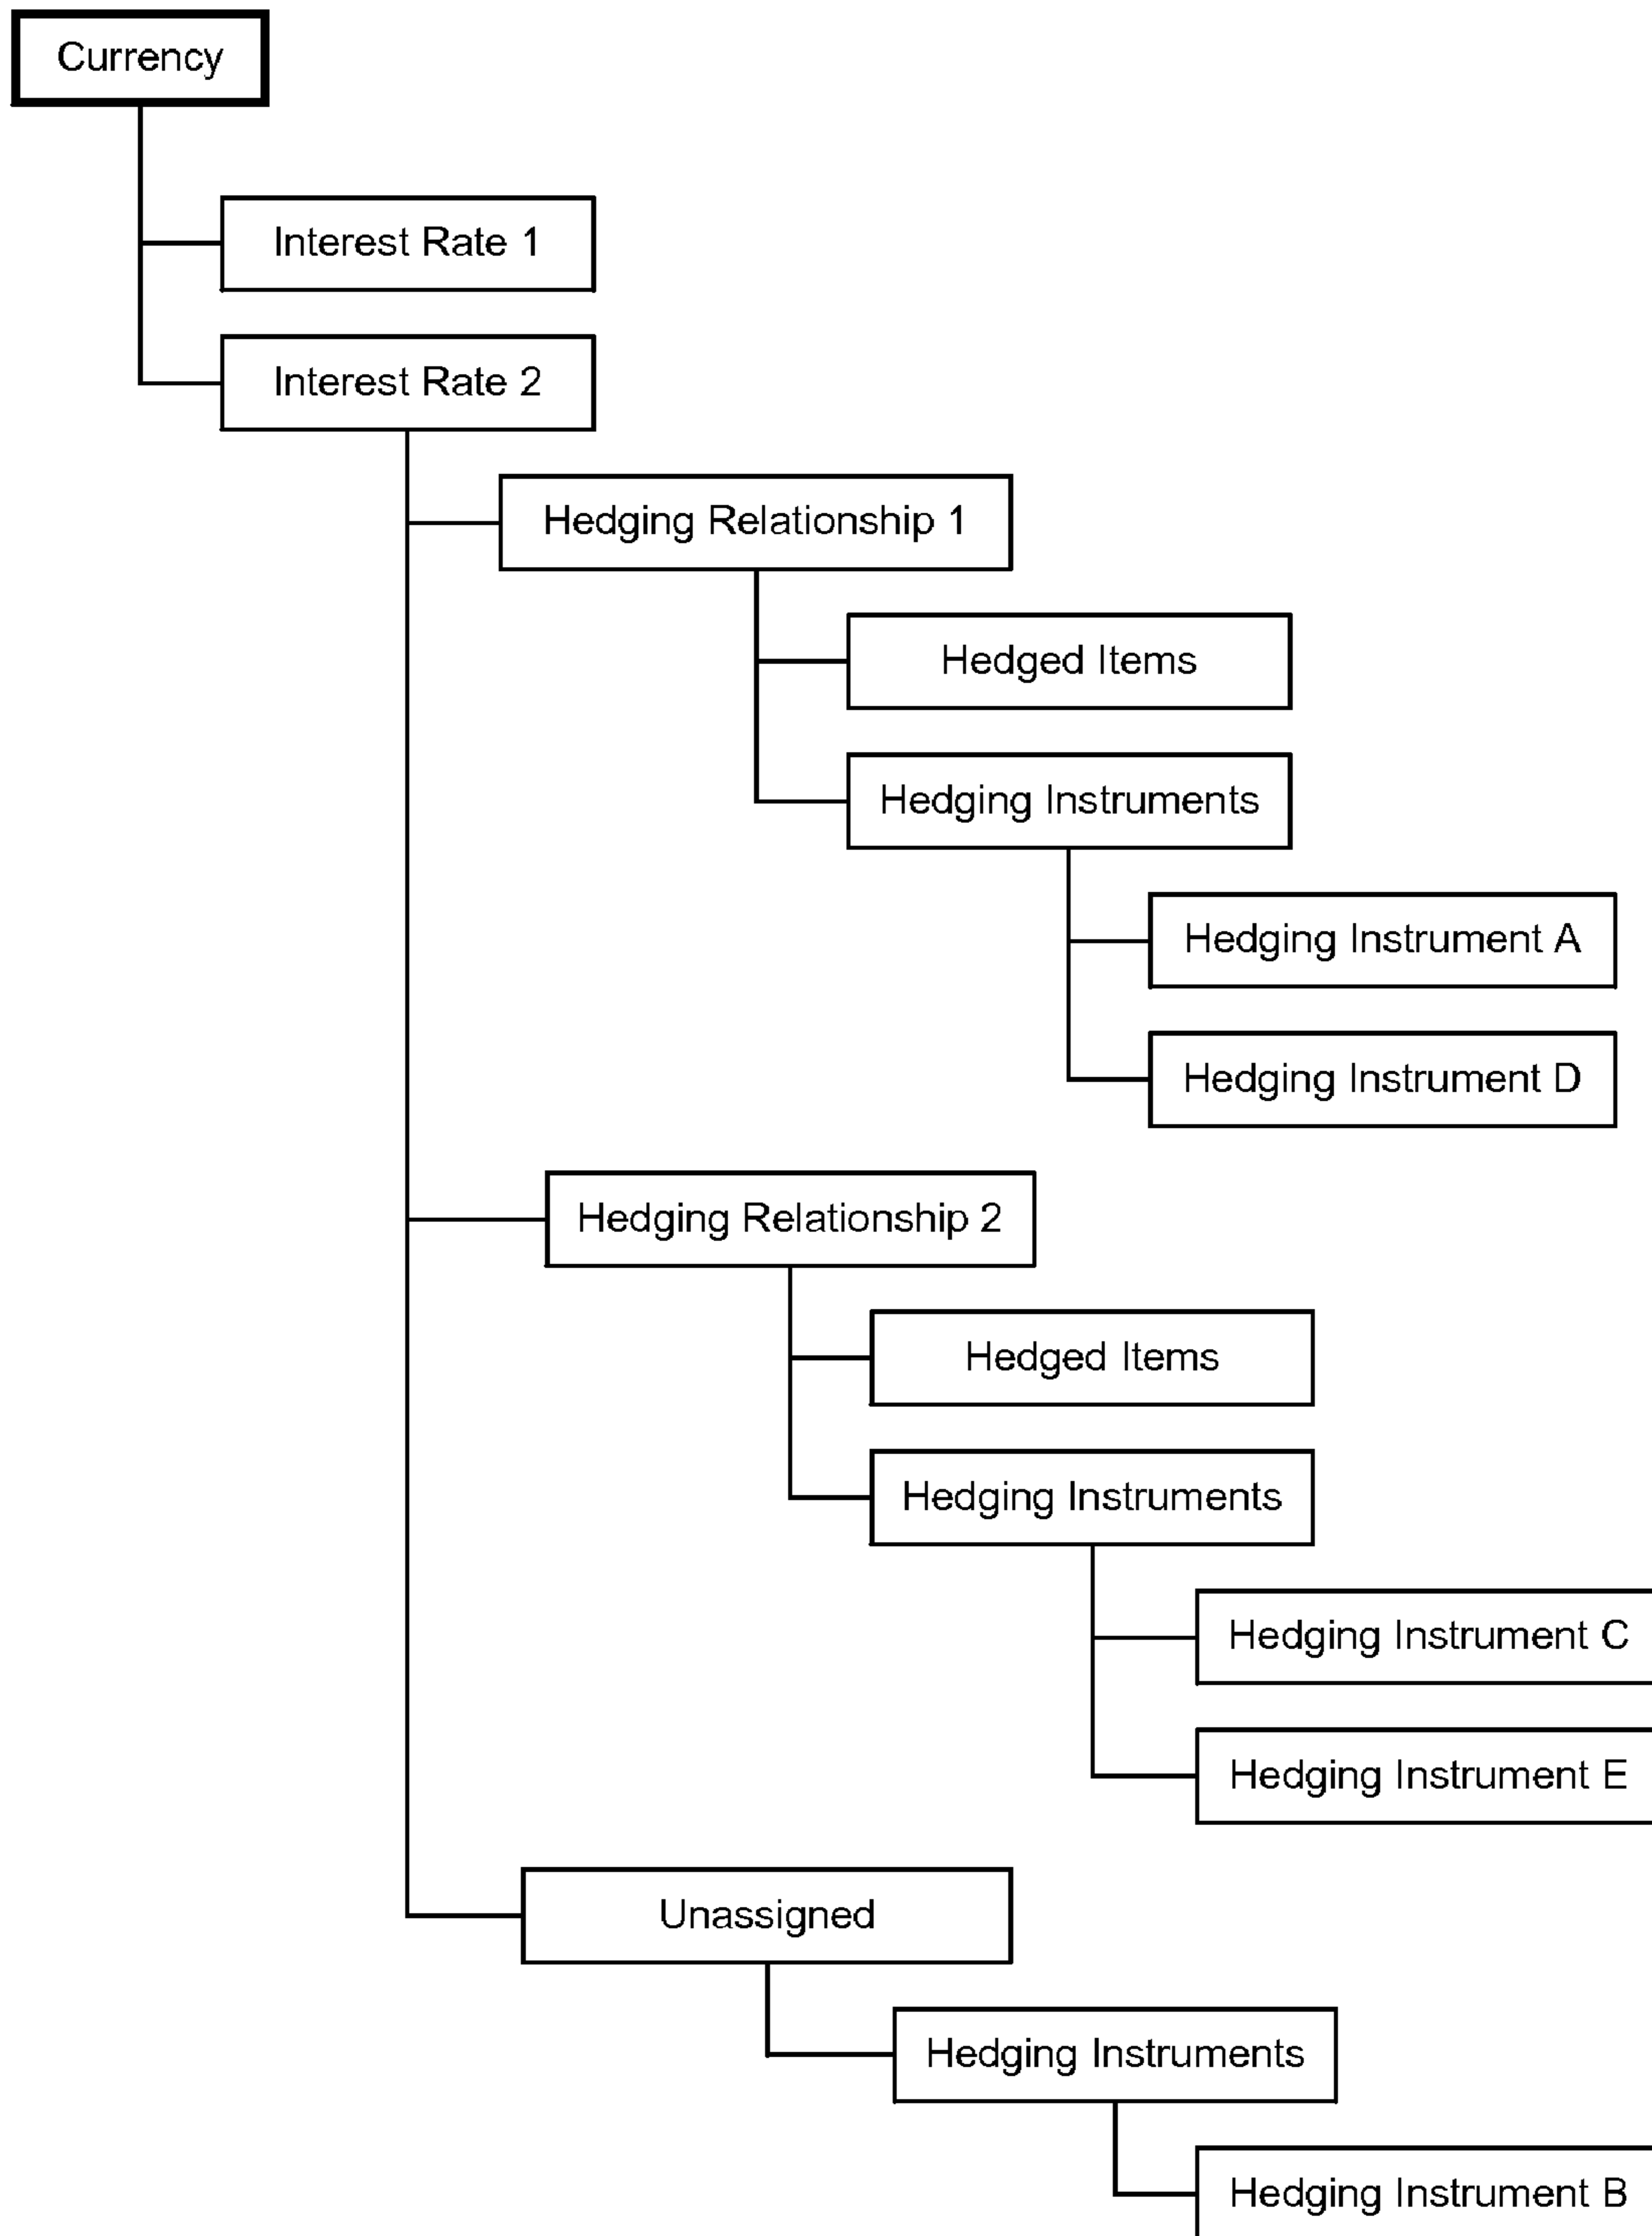 Currency
Interest Rate 1
Interest Rate 2
Hedging Relationship 1
Hedged Items
Hedging Instruments
Hedging Instrument A
Hedging Instrument D
Hedging Relationship 2
Hedged Items
Hedging Instruments
Hedging Instrument C
Hedging Instrument E
Unassigned
Hedging Instruments
Hedging Instrument B